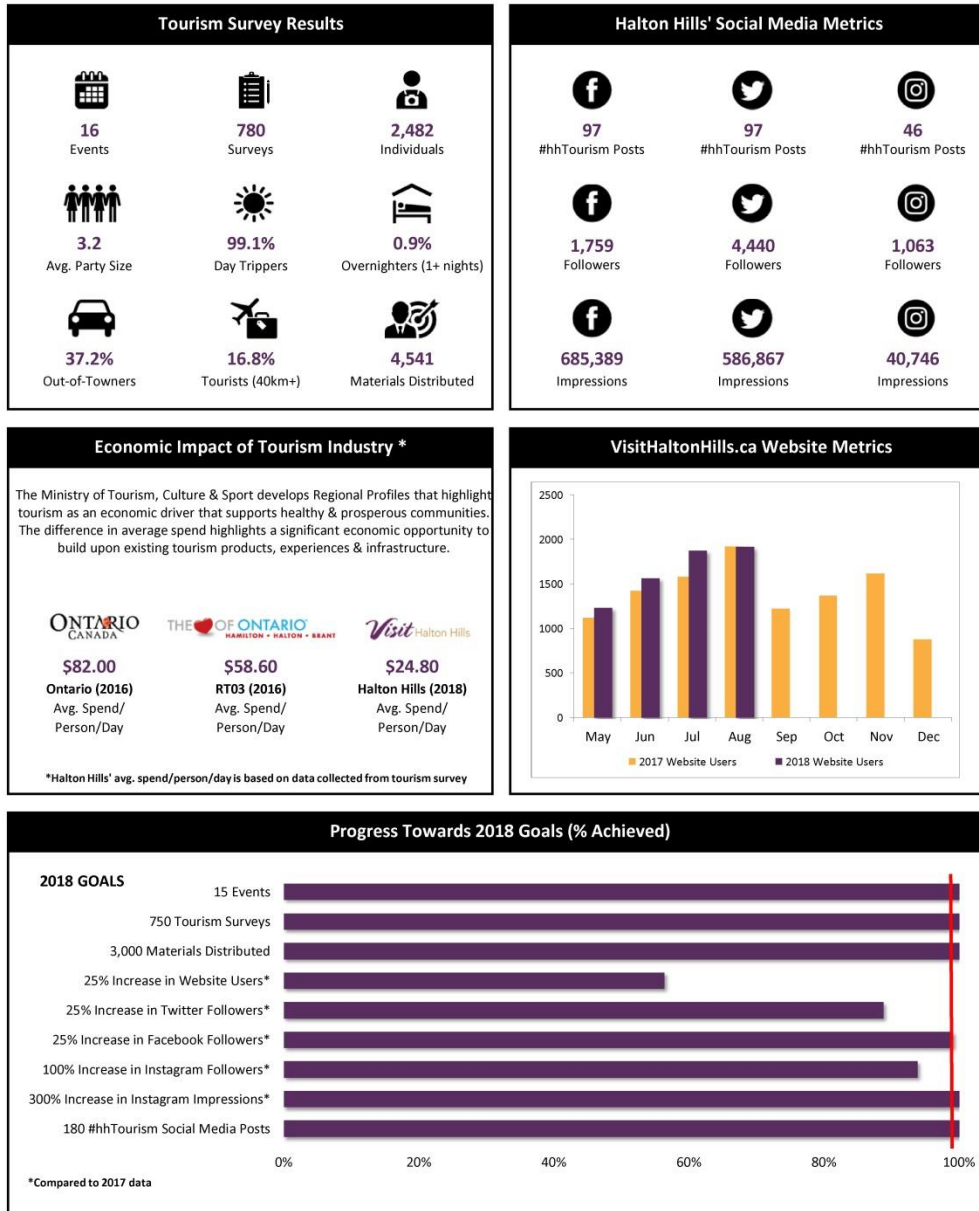 Tourism Survey Results
16
Events
780
Surveys
2,482
Individuals
3.2
Avg. Party Size
99.1%
Day Trippers
0.9%
Overnighters (1+ nights)
37.2%
Out-of-Towners
16.8%
Tourists (40km+)
4,541
Materials Distributed
Halton Hills' Social Media Metrics
97
#hhTourism Posts
97
#hhTourism Posts
46
#hhTourism Posts
1,759
Followers
4,440
Followers
1,063
Followers
685,389
Impressions
586,867
Impressions
40,746
Impressions
Economic Impact of Tourism Industry *
The Ministry of Tourism, Culture & Sport develops Regional Profiles that highlight
tourism as an economic driver that supports healthy & prosperous communities.
The difference in average spend highlights a significant economic opportunity to
build upon existing tourism products, experiences & infrastructure.
ONTARIO
CANADA
THE OF ONTARIO
HAMILTON • HALTON • BRANT
Visit Halton Hills
$82.00
Ontario (2016)
Avg. Spend/
Person/Day
$58.60
RT03 (2016)
Avg. Spend/
Person/Day
$24.80
Halton Hills (2018)
Avg. Spend/
Person/Day
*Halton Hills' avg. spend/person/day is based on data collected from tourism survey
VisitHaltonHills.ca Website Metrics
2500
2000
1500
1000
500
0
May Jun Jul Aug Sep Oct Nov Dec
2017 Website Users 2018 Website Users
Progress Towards 2018 Goals (% Achieved)
2018 GOALS
15 Events
750 Tourism Surveys
3,000 Materials Distributed
25% Increase in Website Users*
25% Increase in Twitter Followers*
25% Increase in Facebook Followers*
100% Increase in Instagram Followers*
300% Increase in Instagram Impressions*
180 #hhTourism Social Media Posts
0% 20% 40% 60% 80% 100%
*Compared to 2017 data